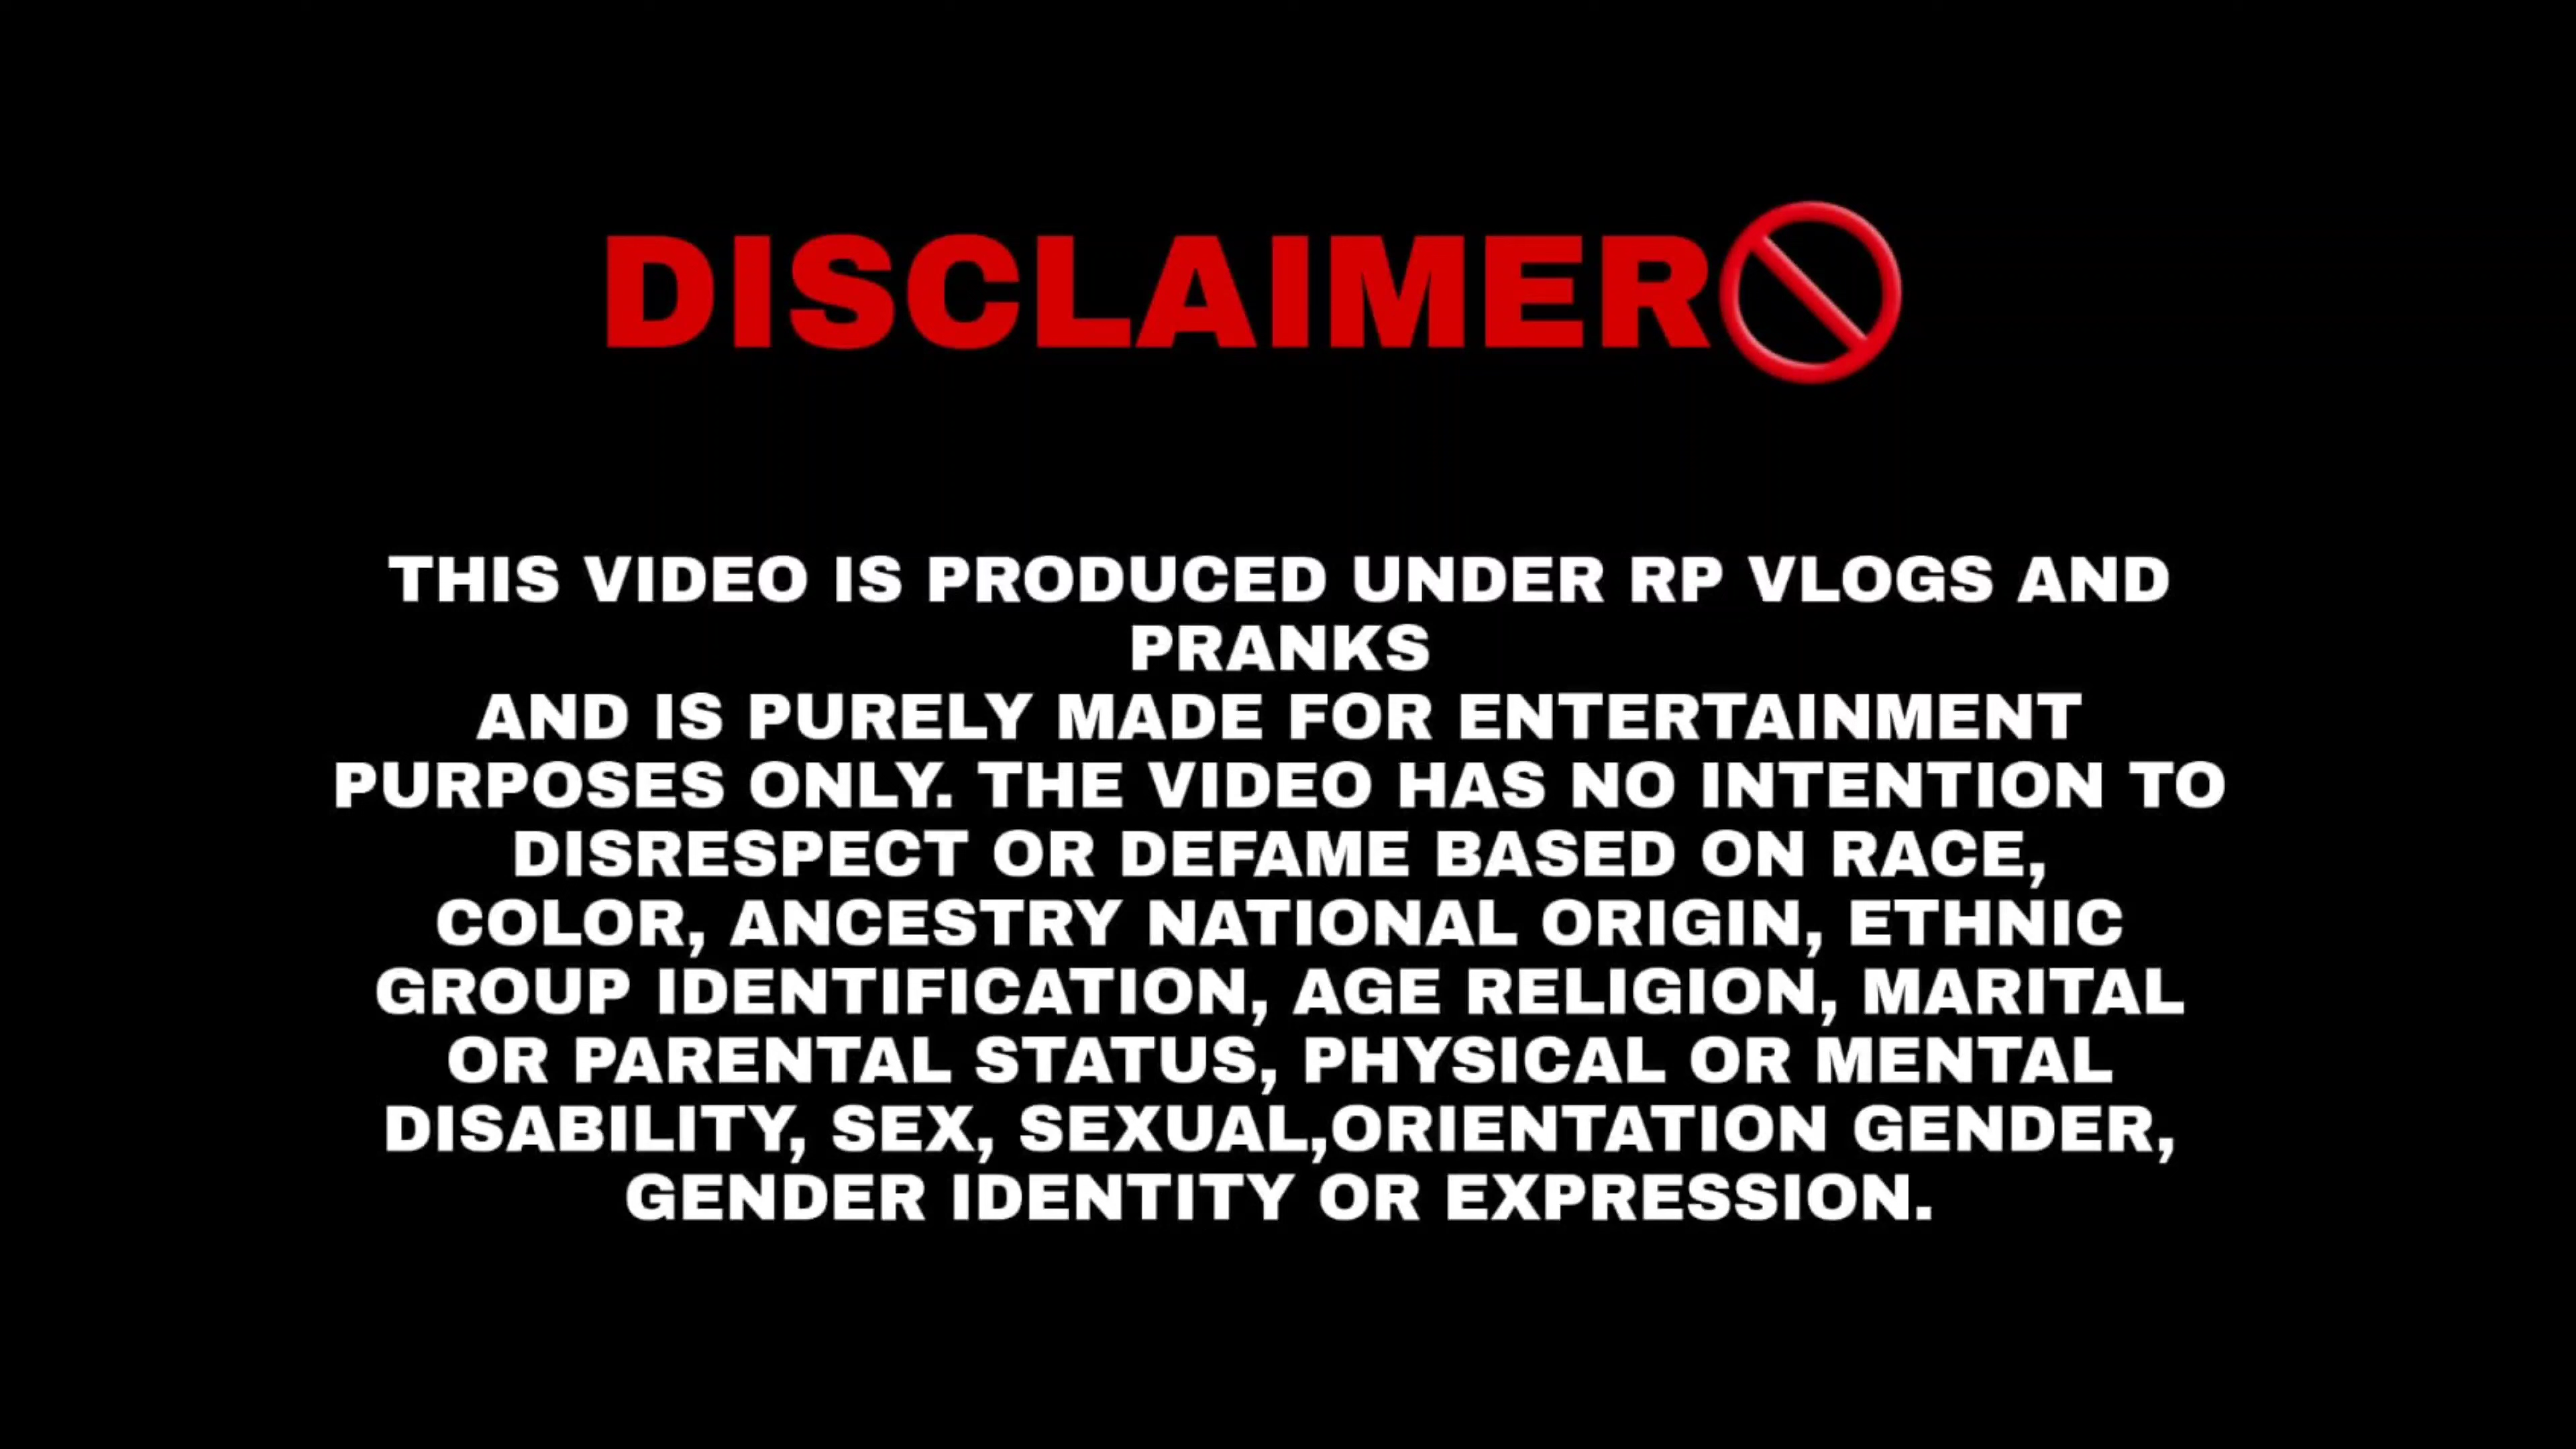 DISCLAIMER🚫
THIS VIDEO IS PRODUCED UNDER RP VLOGS AND
PRANKS
AND IS PURELY MADE FOR ENTERTAINMENT
PURPOSES ONLY. THE VIDEO HAS NO INTENTION TO
DISRESPECT OR DEFAME BASED ON RACE,
COLOR, ANCESTRY NATIONAL ORIGIN, ETHNIC
GROUP IDENTIFICATION, AGE RELIGION, MARITAL
OR PARENTAL STATUS, PHYSICAL OR MENTAL
DISABILITY, SEX, SEXUAL,ORIENTATION GENDER,
GENDER IDENTITY OR EXPRESSION.